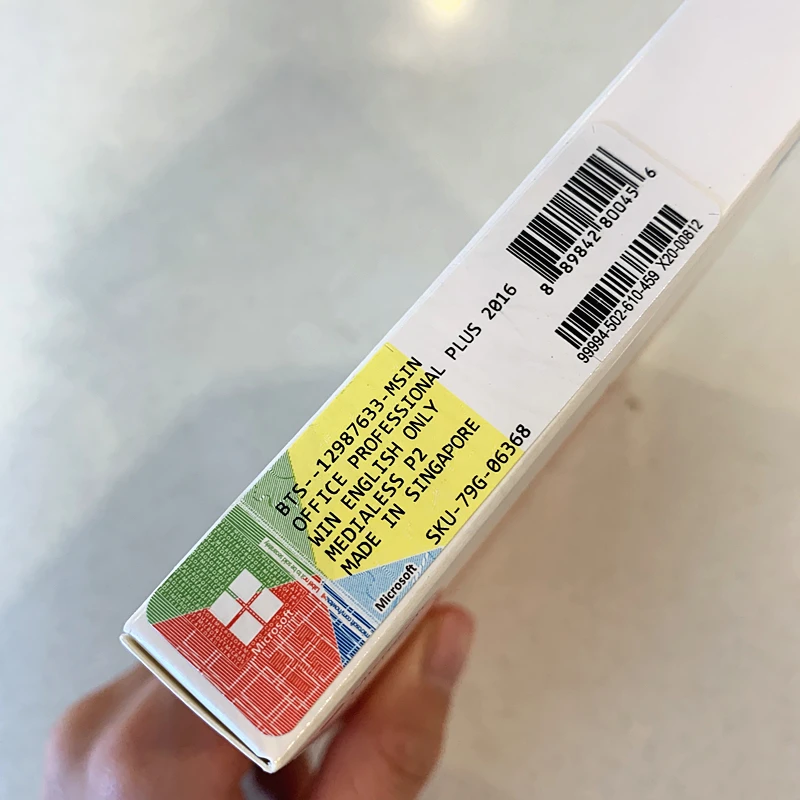 8 89842 80045 6
99994-502-610-459 X20-00812
BTS--12987633-MSIN
OFFICE PROFESSIONAL PLUS 2016
WIN ENGLISH ONLY
MEDIALESS P2
MADE IN SINGAPORE
SKU-79G-06368
Microsoft
Microsoft